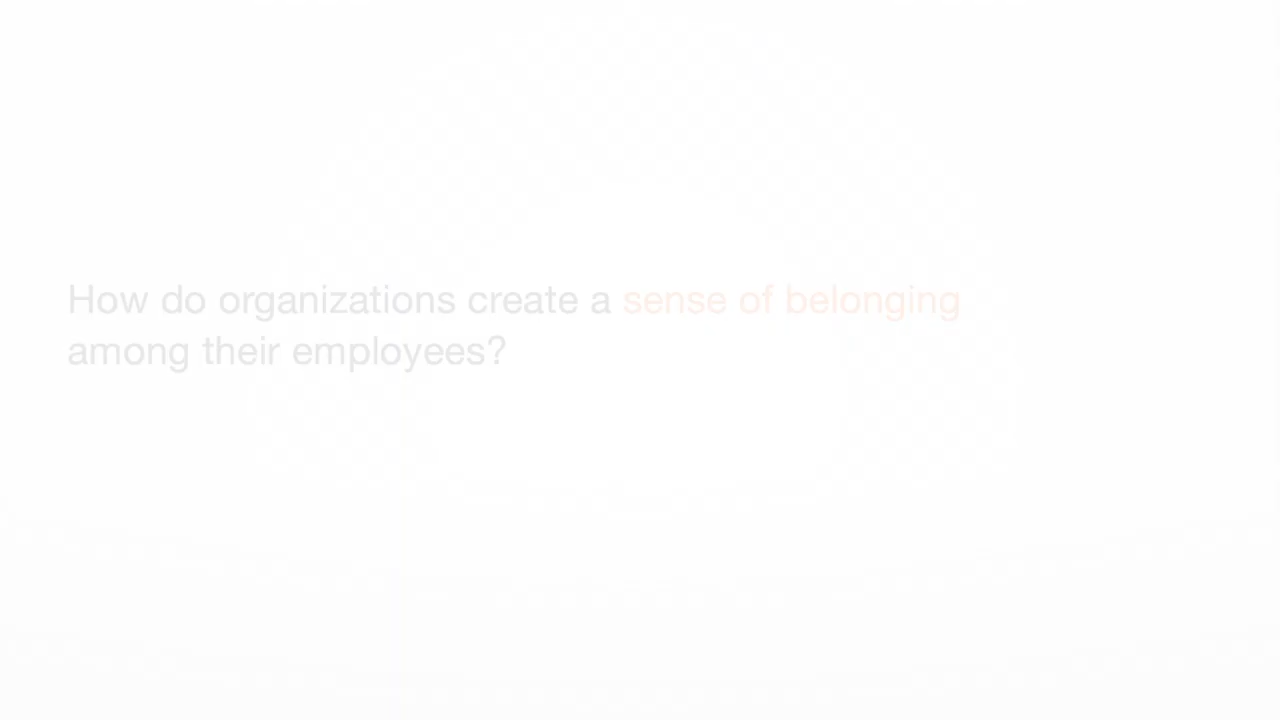 How do organizations create a sense of belonging
among their employees?